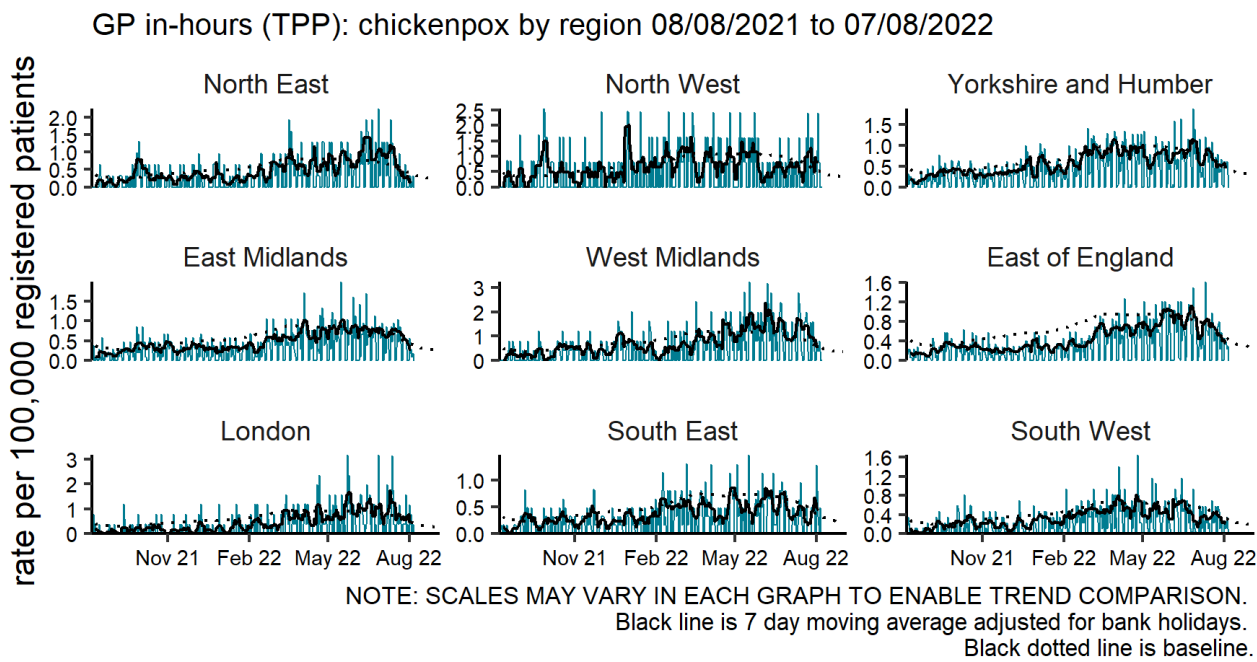 GP in-hours (TPP): chickenpox by region 08/08/2021 to 07/08/2022
rate per 100,000 registered patients
North East
2.0
1.5
1.0
0.5
0.0
North West
2.5
2.0
1.5
1.0
0.5
0.0
Yorkshire and Humber
1.5
1.0
0.5
0.0
East Midlands
1.5
1.0
0.5
0.0
West Midlands
3
2
1
0
East of England
1.6
1.2
0.8
0.4
0.0
London
3
2
1
0
Nov 21 Feb 22 May 22 Aug 22
South East
1.0
0.5
0.0
Nov 21 Feb 22 May 22 Aug 22
South West
1.6
1.2
0.8
0.4
0.0
Nov 21 Feb 22 May 22 Aug 22
NOTE: SCALES MAY VARY IN EACH GRAPH TO ENABLE TREND COMPARISON.
Black line is 7 day moving average adjusted for bank holidays.
Black dotted line is baseline.